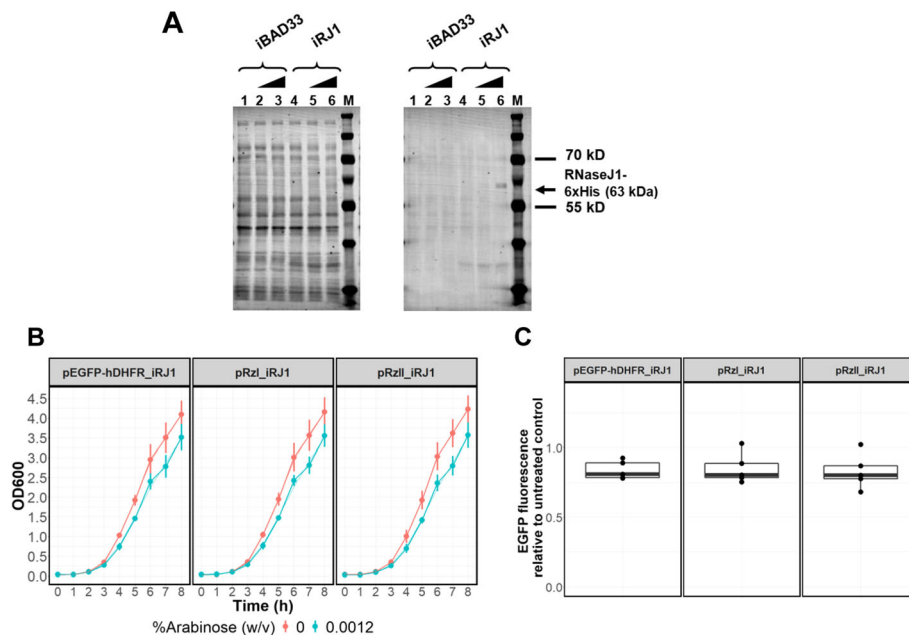 A
iBAD33 iRJ1 iBAD33 iRJ1
1 2 3 4 5 6 M 1 2 3 4 5 6 M
70 kD
RNaseJ1-
6xHis (63 kDa)
55 kD
B
pEGFP-hDHFR_iRJ1 pRzI_iRJ1 pRzII_iRJ1
OD600
4.5
4.0
3.5
3.0
2.5
2.0
1.5
1.0
0.5
0.0
0 1 2 3 4 5 6 7 8 0 1 2 3 4 5 6 7 8 0 1 2 3 4 5 6 7 8
Time (h)
%Arabinose (w/v) 0 0.0012
C
pEGFP-hDHFR_iRJ1 pRzI_iRJ1 pRzII_iRJ1
EGFP fluorescence
relative to untreated control
1.0
0.5
0.0